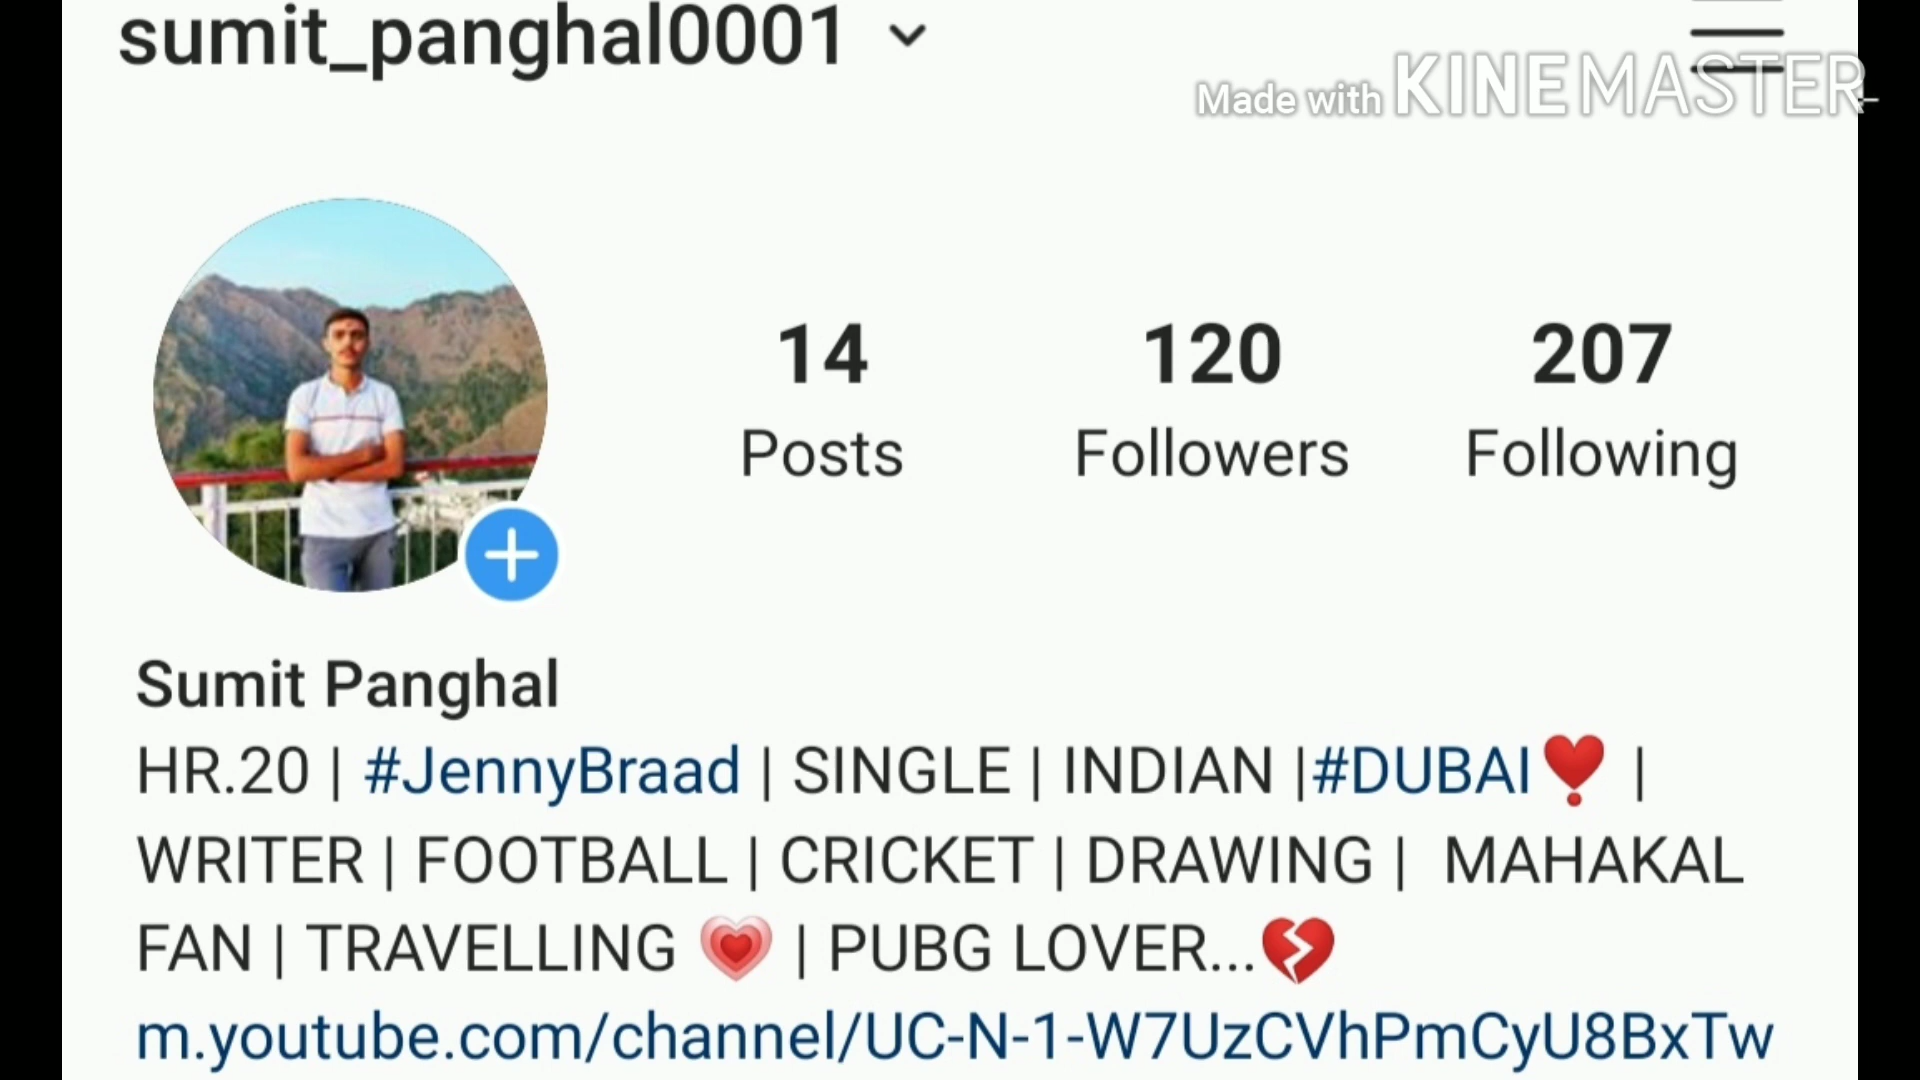 sumit_panghal0001
Made with KINEMASTER
14 120 207
Posts Followers Following
Sumit Panghal
HR.20 | #JennyBraad | SINGLE | INDIAN |#DUBAI❣️ |
WRITER | FOOTBALL | CRICKET | DRAWING | MAHAKAL
FAN | TRAVELLING 💗 | PUBG LOVER...💔
m.youtube.com/channel/UC-N-1-W7UzCVhPmCyU8BxTw